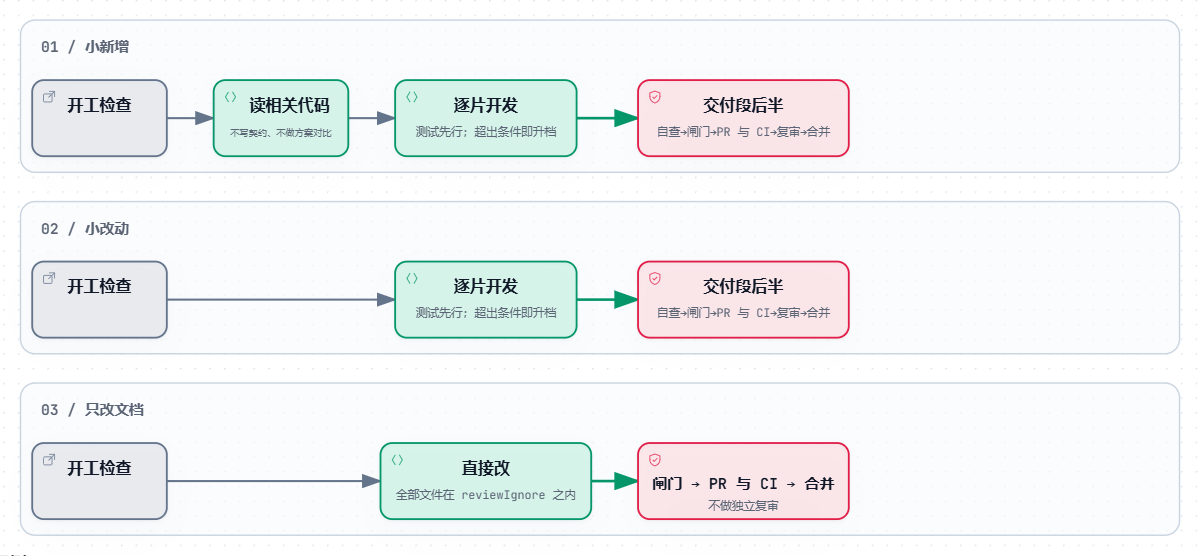 01 / 小新增
开工检查
读相关代码
不写契约、不做方案对比
逐片开发
测试先行; 超出条件即升档
交付段后半
自查→闸门→PR 与 CI→复审→合并
02 / 小改动
开工检查
逐片开发
测试先行; 超出条件即升档
交付段后半
自查→闸门→PR 与 CI→复审→合并
03 / 只改文档
开工检查
直接改
全部文件在 reviewIgnore 之内
闸门 → PR 与 CI → 合并
不做独立复审